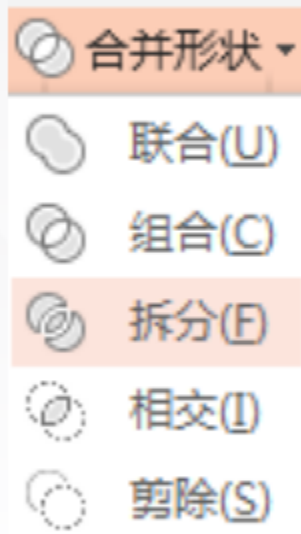 合并形状
联合(U)
组合(C)
拆分(F)
相交(I)
剪除(S)